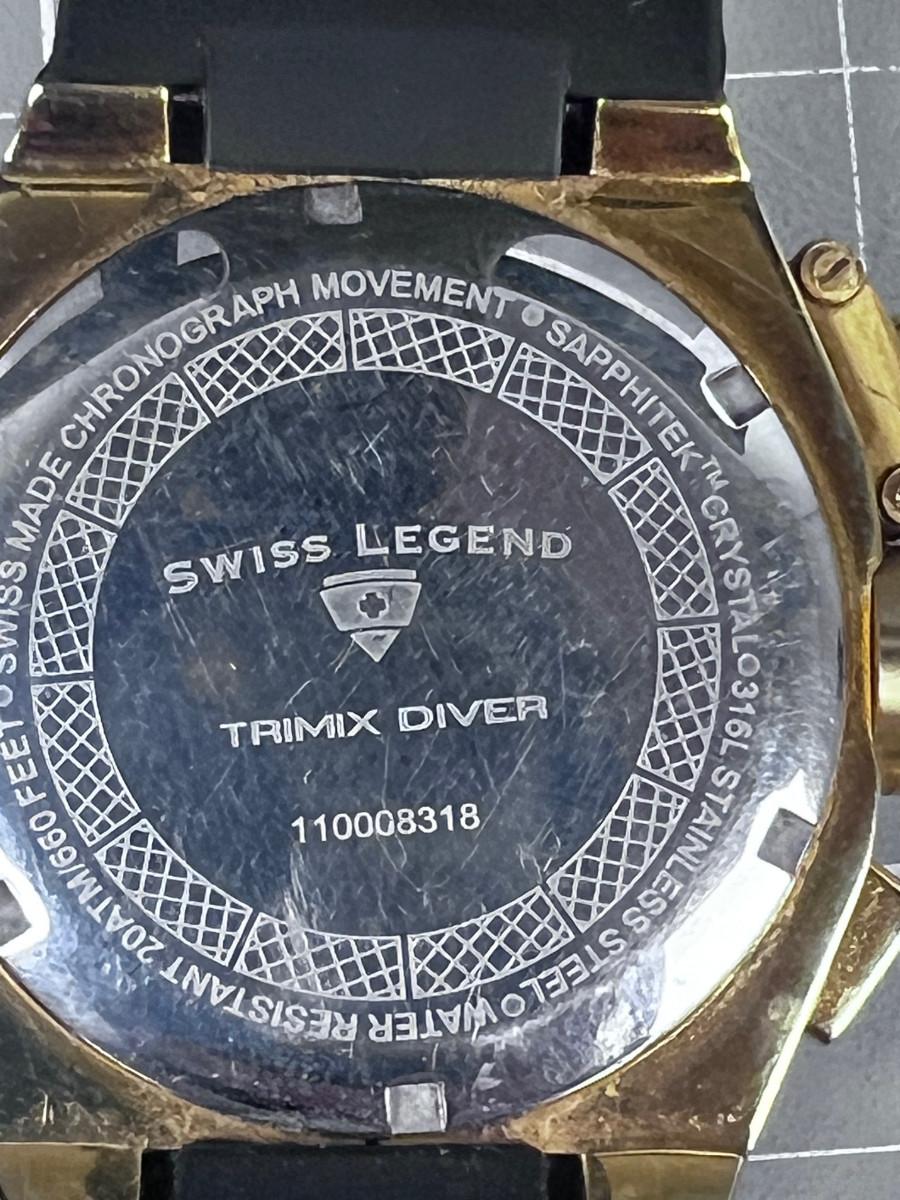 SWISS MADE CHRONOGRAPH MOVEMENT • SAPPHITEK™ CRYSTAL • 316L STAINLESS STEEL • WATER RESISTANT 20ATM/660 FEET •
SWISS LEGEND
TRIMIX DIVER
110008318